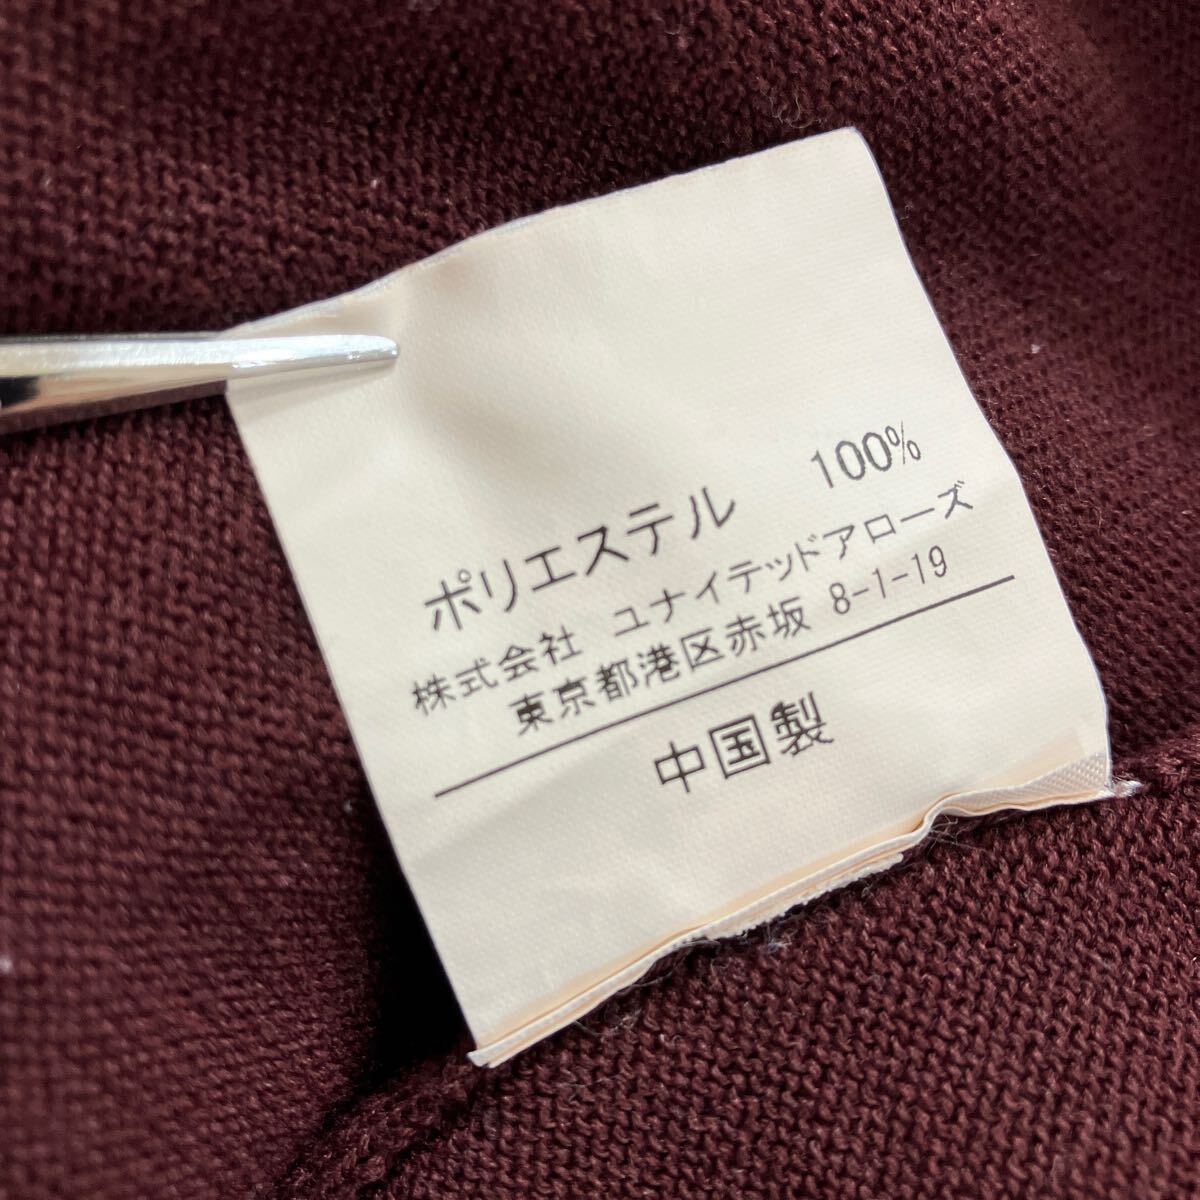 ポリエステル 100%
株式会社 ユナイテッドアローズ
東京都港区赤坂 8-1-19
中国製